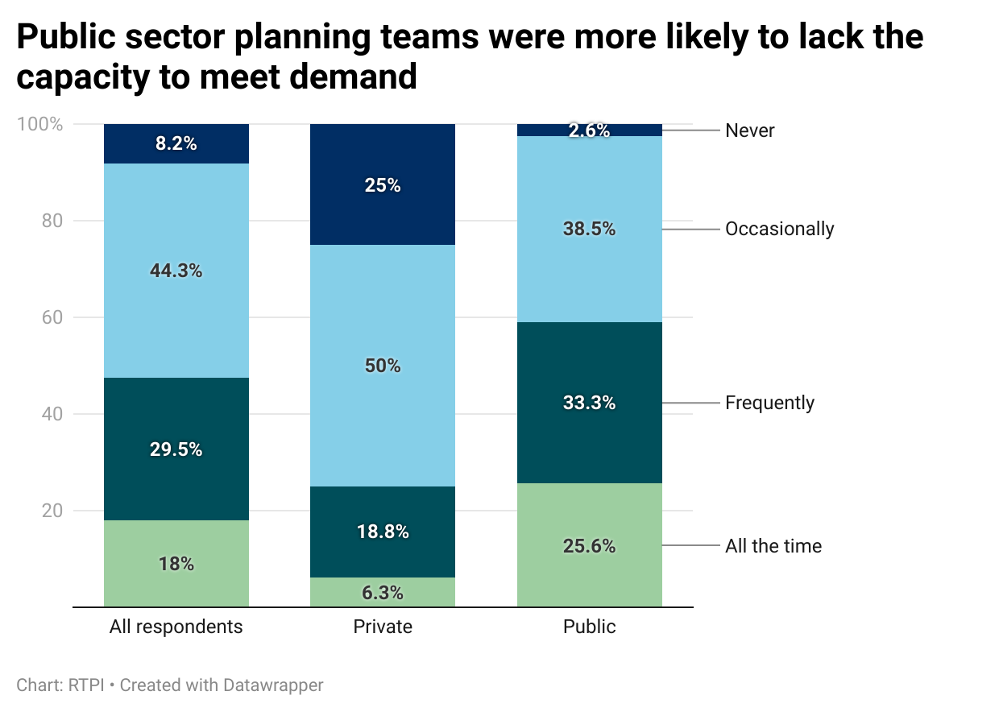 Public sector planning teams were more likely to lack the
capacity to meet demand
100%
80
60
40
20
8.2%
44.3%
29.5%
18%
25%
50%
18.8%
6.3%
2.6%
38.5%
33.3%
25.6%
Never
Occasionally
Frequently
All the time
All respondents
Private
Public
Chart: RTPI • Created with Datawrapper